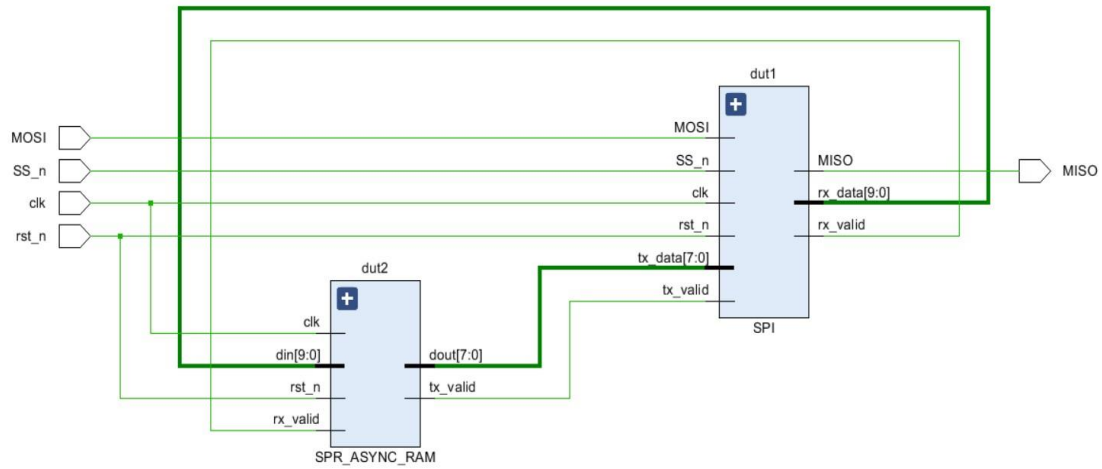 dut1
MOSI
MOSI
SS_n
SS_n
MISO
MISO
clk
clk
rx_data[9:0]
rst_n
rst_n
rx_valid
tx_data[7:0]
dut2
tx_valid
SPI
clk
din[9:0]
dout[7:0]
rst_n
tx_valid
rx_valid
SPR_ASYNC_RAM